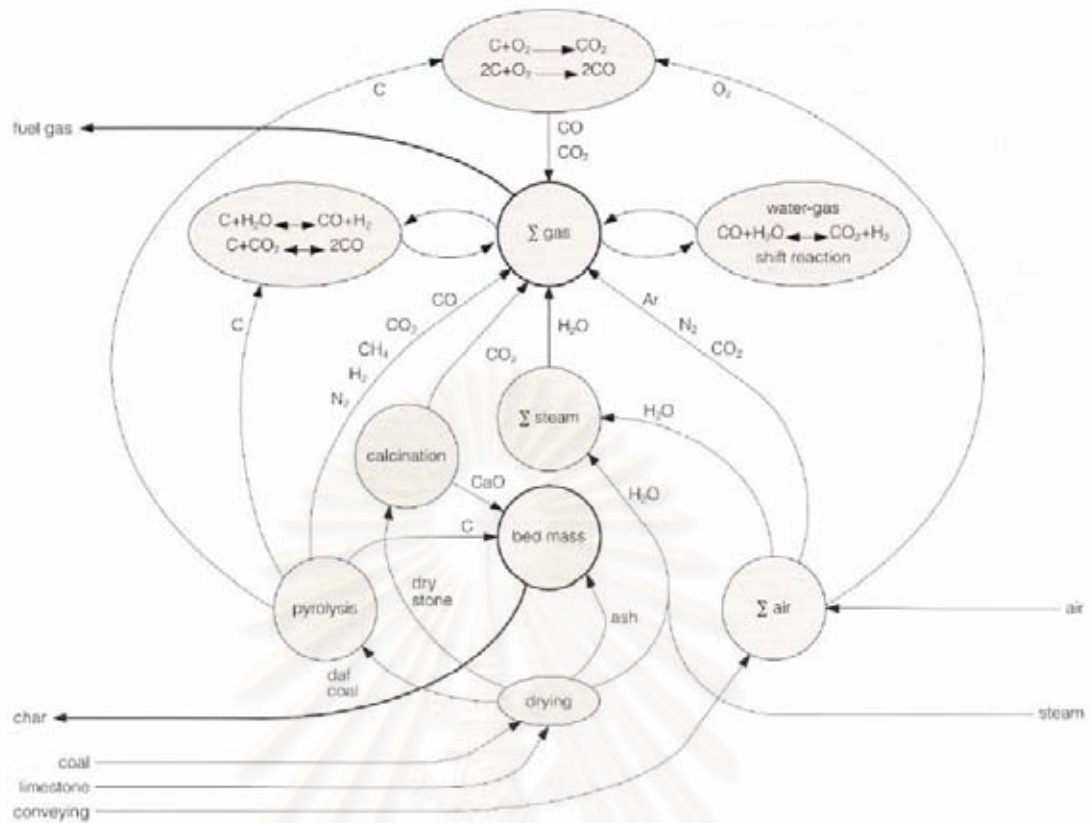 C+O₂ → CO₂
2C+O₂ → 2CO
C
O₂
fuel gas
CO
CO₂
C+H₂O ↔ CO+H₂
C+CO₂ ↔ 2CO
Σ gas
water-gas
CO+H₂O ↔ CO₂+H₂
shift reaction
C
CO
CO₂
CH₄
H₂
N₂
CO₂
H₂O
Ar
N₂
CO₂
calcination
Σ steam
H₂O
CaO
H₂O
C
bed mass
pyrolysis
dry
stone
ash
Σ air
air
daf
coal
drying
char
steam
coal
limestone
conveying